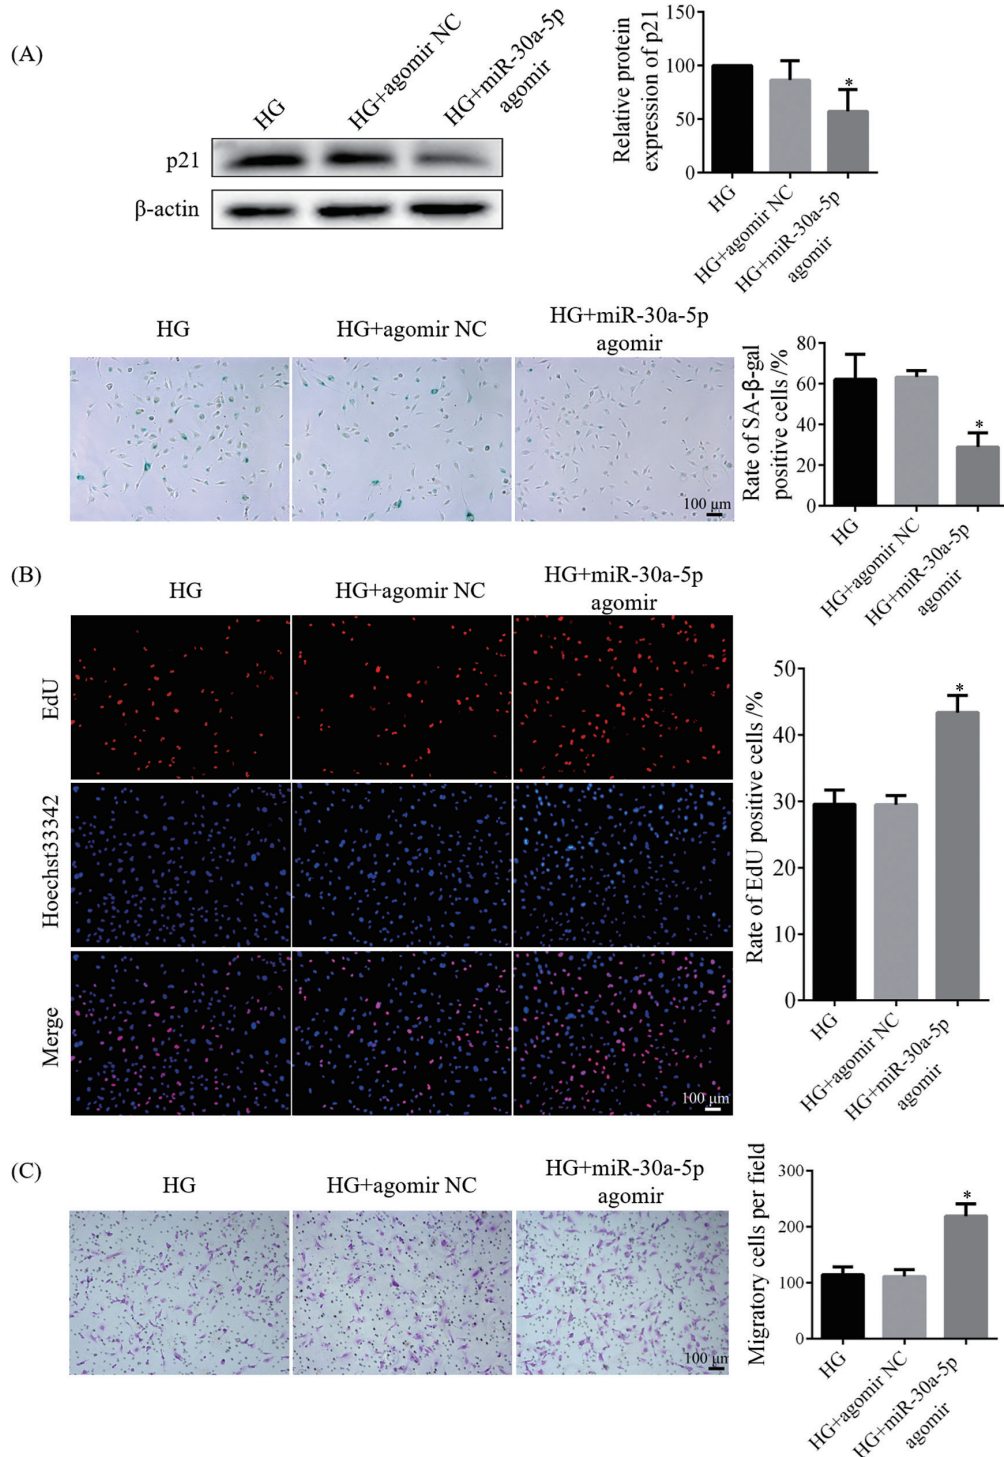 (A)
HG
HG+agomir NC
HG+miR-30a-5p
agomir
p21
β-actin
Relative protein
expression of p21
150
100
50
0
*
HG
HG+agomir NC
HG+miR-30a-5p
agomir
HG
HG+agomir NC
HG+miR-30a-5p
agomir
100 μm
Rate of SA-β-gal
positive cells /%
80
60
40
20
0
*
HG
HG+agomir NC
HG+miR-30a-5p
agomir
(B)
HG
HG+agomir NC
HG+miR-30a-5p
agomir
EdU
Hoechst33342
Merge
100 μm
Rate of EdU positive cells /%
50
40
30
20
10
0
*
HG
HG+agomir NC
HG+miR-30a-5p
agomir
(C)
HG
HG+agomir NC
HG+miR-30a-5p
agomir
100 μm
Migratory cells per field
300
200
100
0
*
HG
HG+agomir NC
HG+miR-30a-5p
agomir